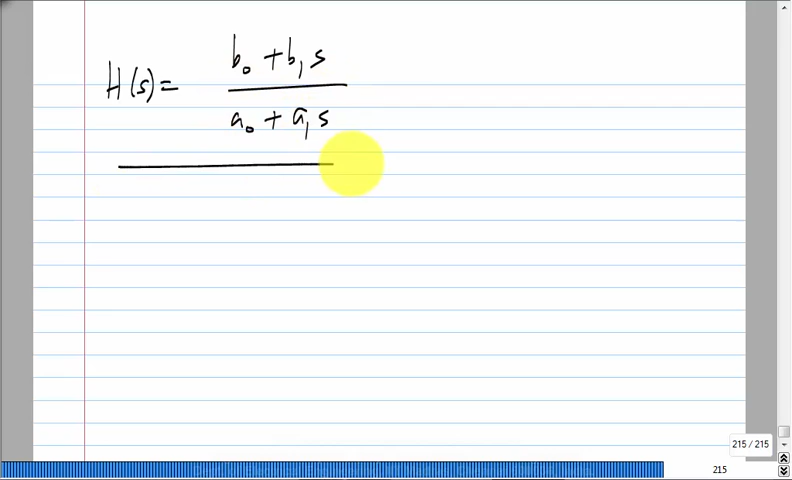 H(s) = (b₀ + b₁s) / (a₀ + a₁s)
215 / 215
215